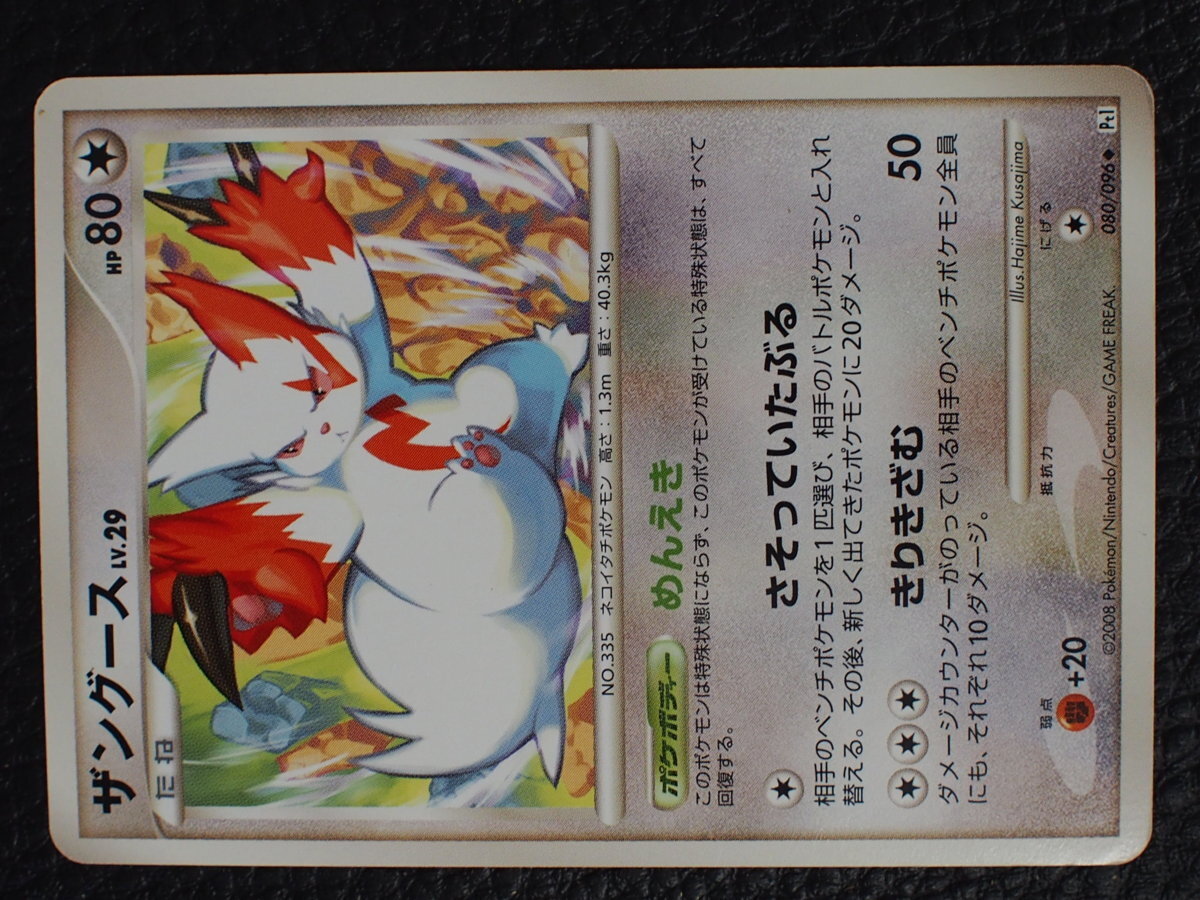 たね
ザングース LV.29
HP 80
NO.335 ネコイタチポケモン 高さ:1.3m 重さ:40.3kg
ポケボディー めんえき
このポケモンは特殊状態にならず、このポケモンが受けている特殊状態は、すべて
回復する。
さそっていたぶる
相手のベンチポケモンを1匹選び、相手のバトルポケモンと入れ
替える。その後、新しく出てきたポケモンに20ダメージ。
きりきざむ 50
ダメージカウンターがのっている相手のベンチポケモン全員
にも、それぞれ10ダメージ。
Illus. Hajime Kusajima
弱点 +20 抵抗力 にげる
©2008 Pokémon/Nintendo/Creatures/GAME FREAK. 080/096 ◆ Pt1